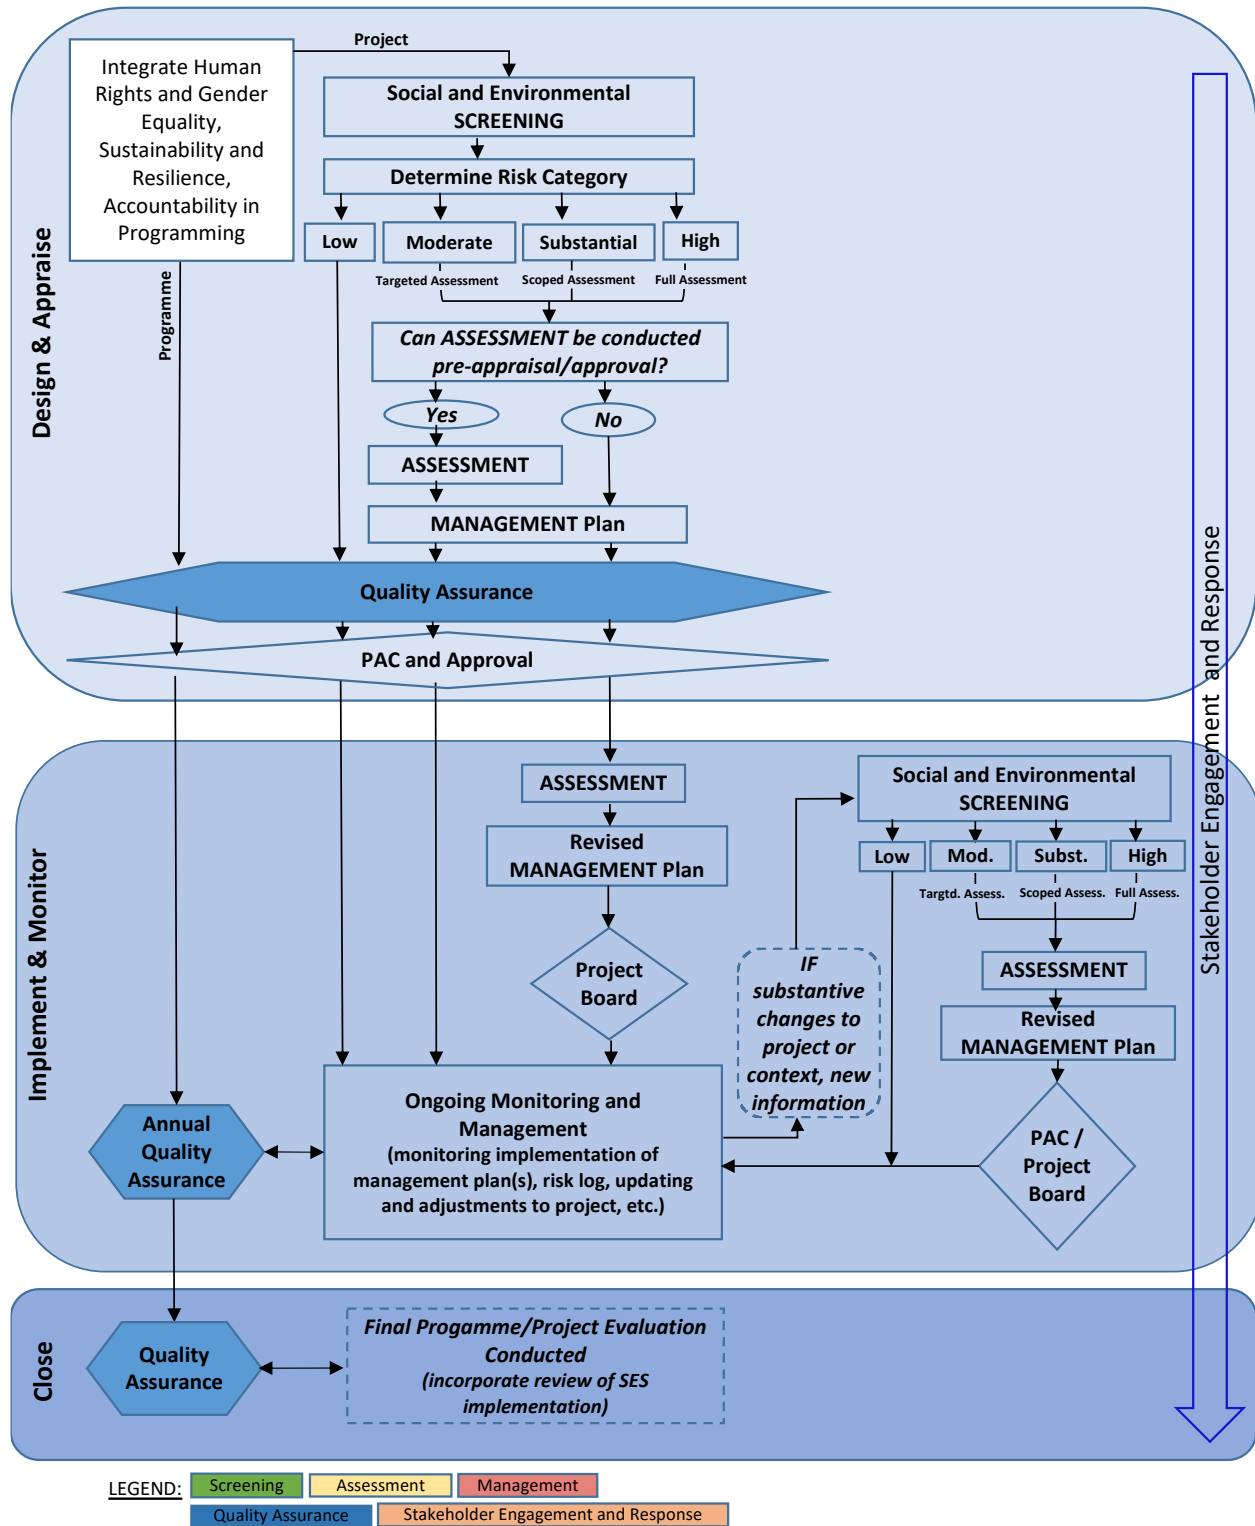 Project
Integrate Human
Rights and Gender
Equality,
Sustainability and
Resilience,
Accountability in
Programming
Social and Environmental
SCREENING
Determine Risk Category
Low
Moderate
Substantial
High
Targeted Assessment
Scoped Assessment
Full Assessment
Programme
Can ASSESSMENT be conducted
pre-appraisal/approval?
Yes
No
ASSESSMENT
MANAGEMENT Plan
Design & Appraise
Quality Assurance
PAC and Approval
Stakeholder Engagement and Response
Implement & Monitor
ASSESSMENT
Revised
MANAGEMENT Plan
Project
Board
Social and Environmental
SCREENING
Low
Mod.
Subst.
High
Targtd. Assess.
Scoped Assess.
Full Assess.
ASSESSMENT
Revised
MANAGEMENT Plan
PAC /
Project
Board
IF
substantive
changes to
project or
context, new
information
Annual
Quality
Assurance
Ongoing Monitoring and
Management
(monitoring implementation of
management plan(s), risk log, updating
and adjustments to project, etc.)
Close
Quality
Assurance
Final Progamme/Project Evaluation
Conducted
(incorporate review of SES
implementation)
LEGEND:
Screening
Assessment
Management
Quality Assurance
Stakeholder Engagement and Response